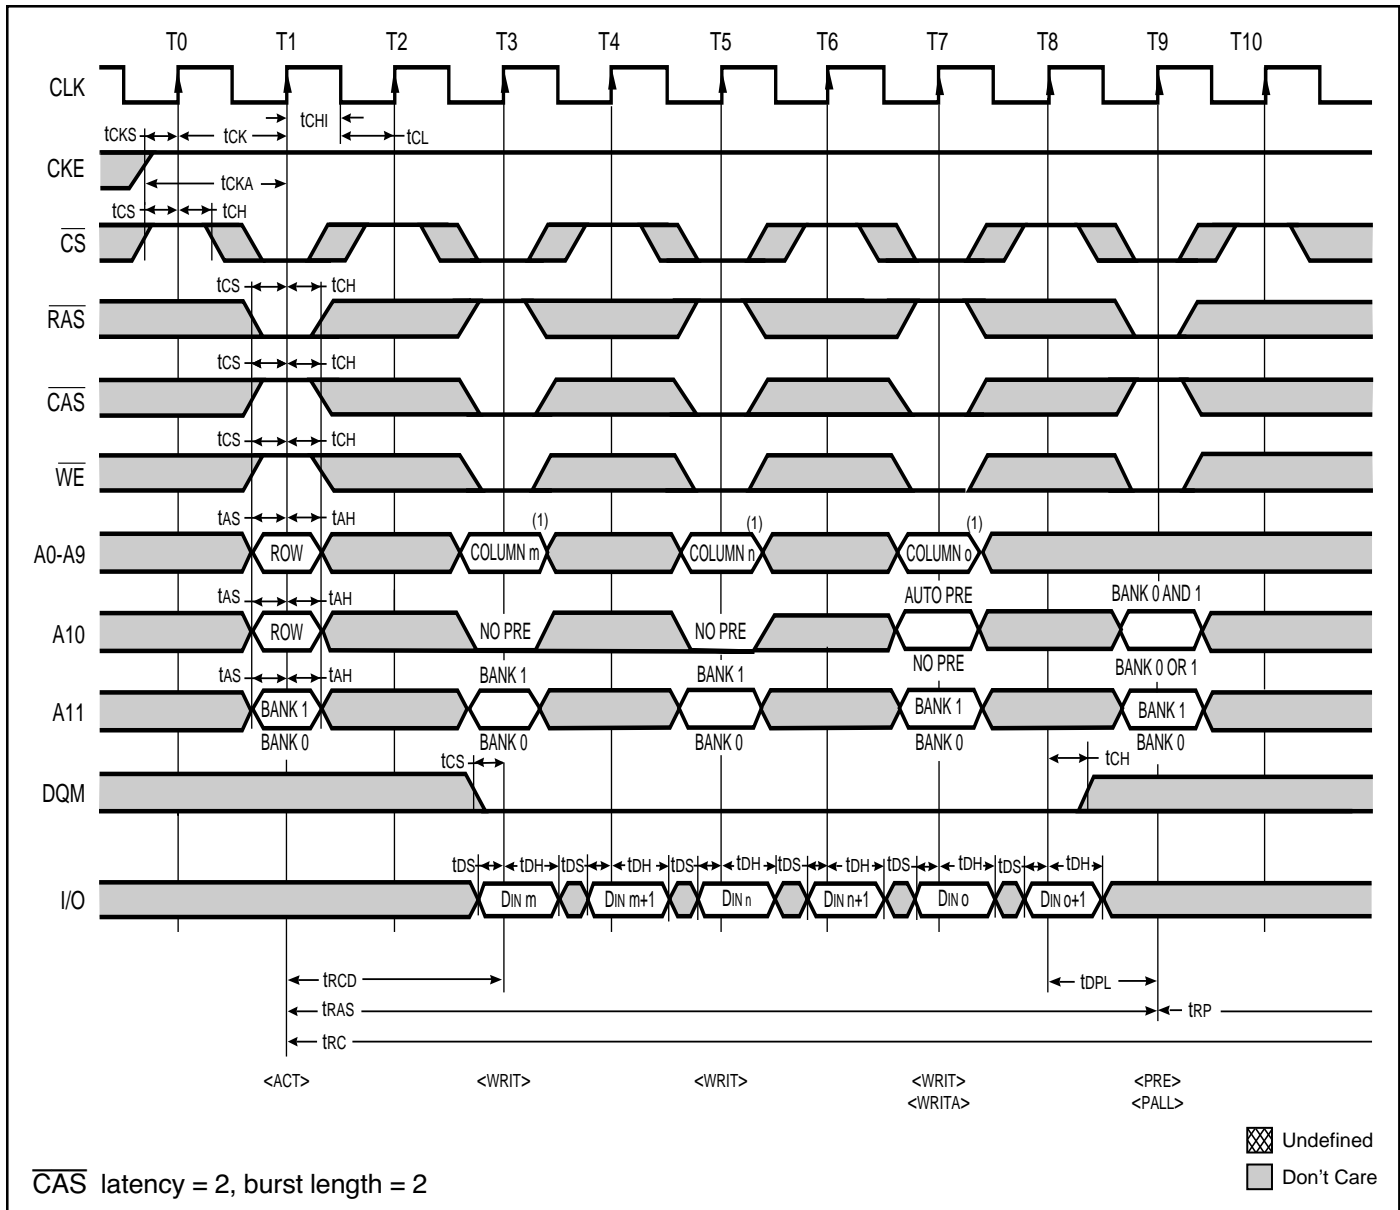 T0 T1 T2 T3 T4 T5 T6 T7 T8 T9 T10
CLK
tCHI
tCKS tCK tCL
CKE
tCKA
tCS tCH
CS
tCS tCH
RAS
tCS tCH
CAS
tCS tCH
WE
tAS tAH (1) (1) (1)
A0-A9 ROW COLUMN m COLUMN n COLUMN o
tAS tAH AUTO PRE BANK 0 AND 1
A10 ROW NO PRE NO PRE
NO PRE BANK 0 OR 1
tAS tAH BANK 1 BANK 1
A11 BANK 1 BANK 1 BANK 1
BANK 0 BANK 0 BANK 0 BANK 0 BANK 0
tCS tCH
DQM
tDS tDH tDS tDH tDS tDH tDS tDH tDS tDH tDS tDH
I/O DIN m DIN m+1 DIN n DIN n+1 DIN o DIN o+1
tRCD tDPL
tRAS tRP
tRC
<ACT> <WRIT> <WRIT> <WRIT> <PRE>
<WRITA> <PALL>
Undefined
Don't Care
CAS latency = 2, burst length = 2